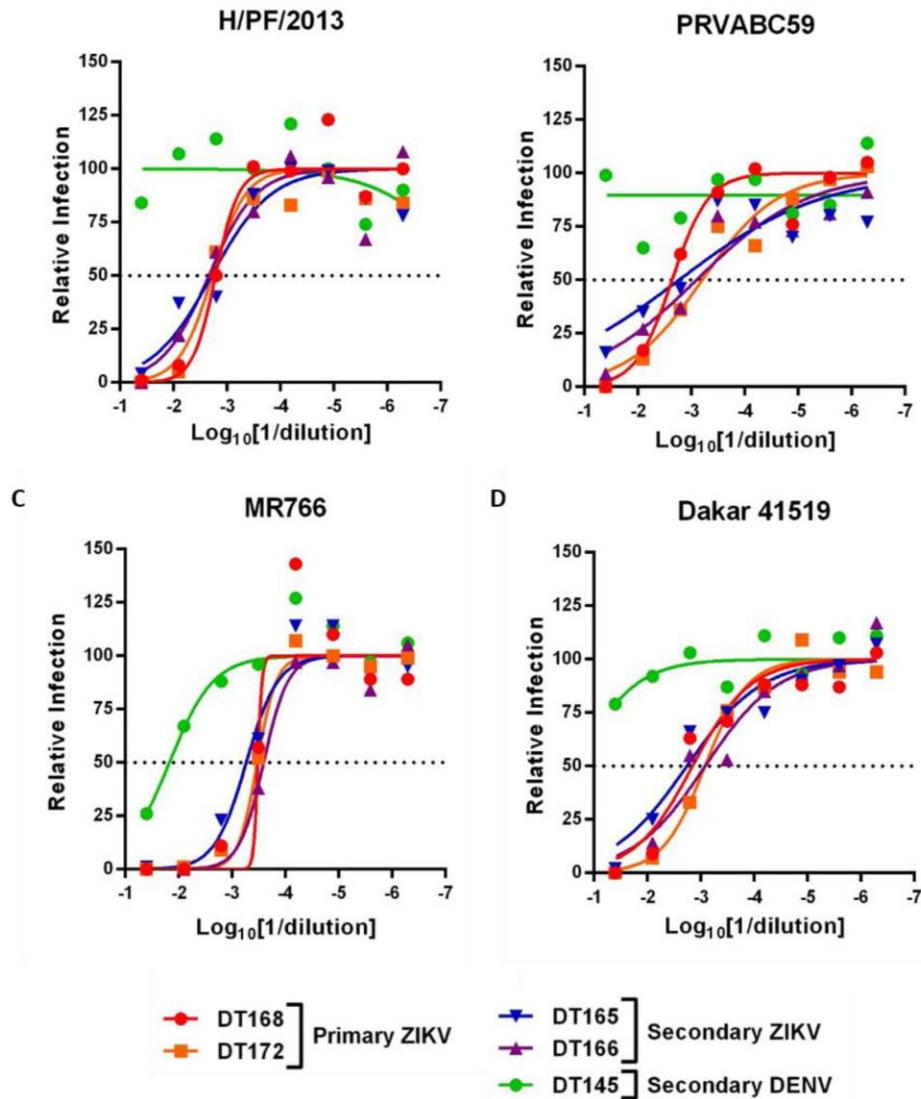 H/PF/2013
150
125
100
75
50
25
0
Relative Infection
-1 -2 -3 -4 -5 -6 -7
Log10[1/dilution]
PRVABC59
150
125
100
75
50
25
0
Relative Infection
-1 -2 -3 -4 -5 -6 -7
Log10[1/dilution]
C
MR766
150
125
100
75
50
25
0
Relative Infection
-1 -2 -3 -4 -5 -6 -7
Log10[1/dilution]
D
Dakar 41519
150
125
100
75
50
25
0
Relative Infection
-1 -2 -3 -4 -5 -6 -7
Log10[1/dilution]
DT168
DT172
Primary ZIKV
DT165
DT166
Secondary ZIKV
DT145
Secondary DENV